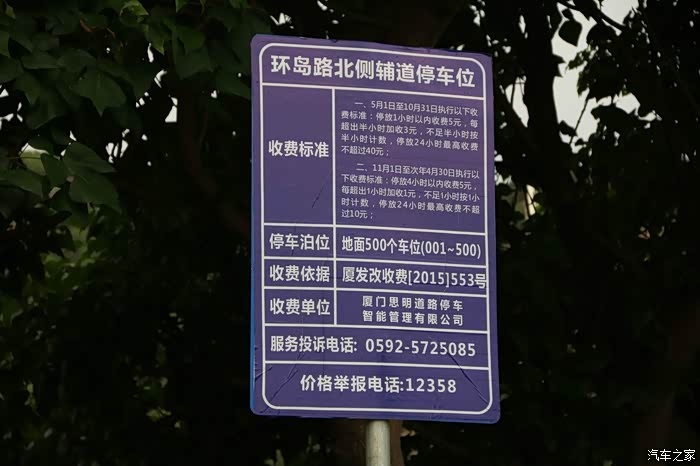 环岛路北侧辅道停车位
收费标准
一、5月1日至10月31日执行以下收
费标准：停放1小时以内收费5元，每
超出半小时加收3元，不足半小时按
半小时计数，停放24小时最高收费
不超过40元；
二、11月1日至次年4月30日执行以
下收费标准：停放4小时以内收费5元，
每超出1小时加收1元，不足1小时按1小
时计数，停放24小时最高收费不超
过10元；
停车泊位
地面500个车位(001~500)
收费依据
厦发改收费[2015]553号
收费单位
厦门思明道路停车
智能管理有限公司
服务投诉电话: 0592-5725085
价格举报电话:12358
汽车之家